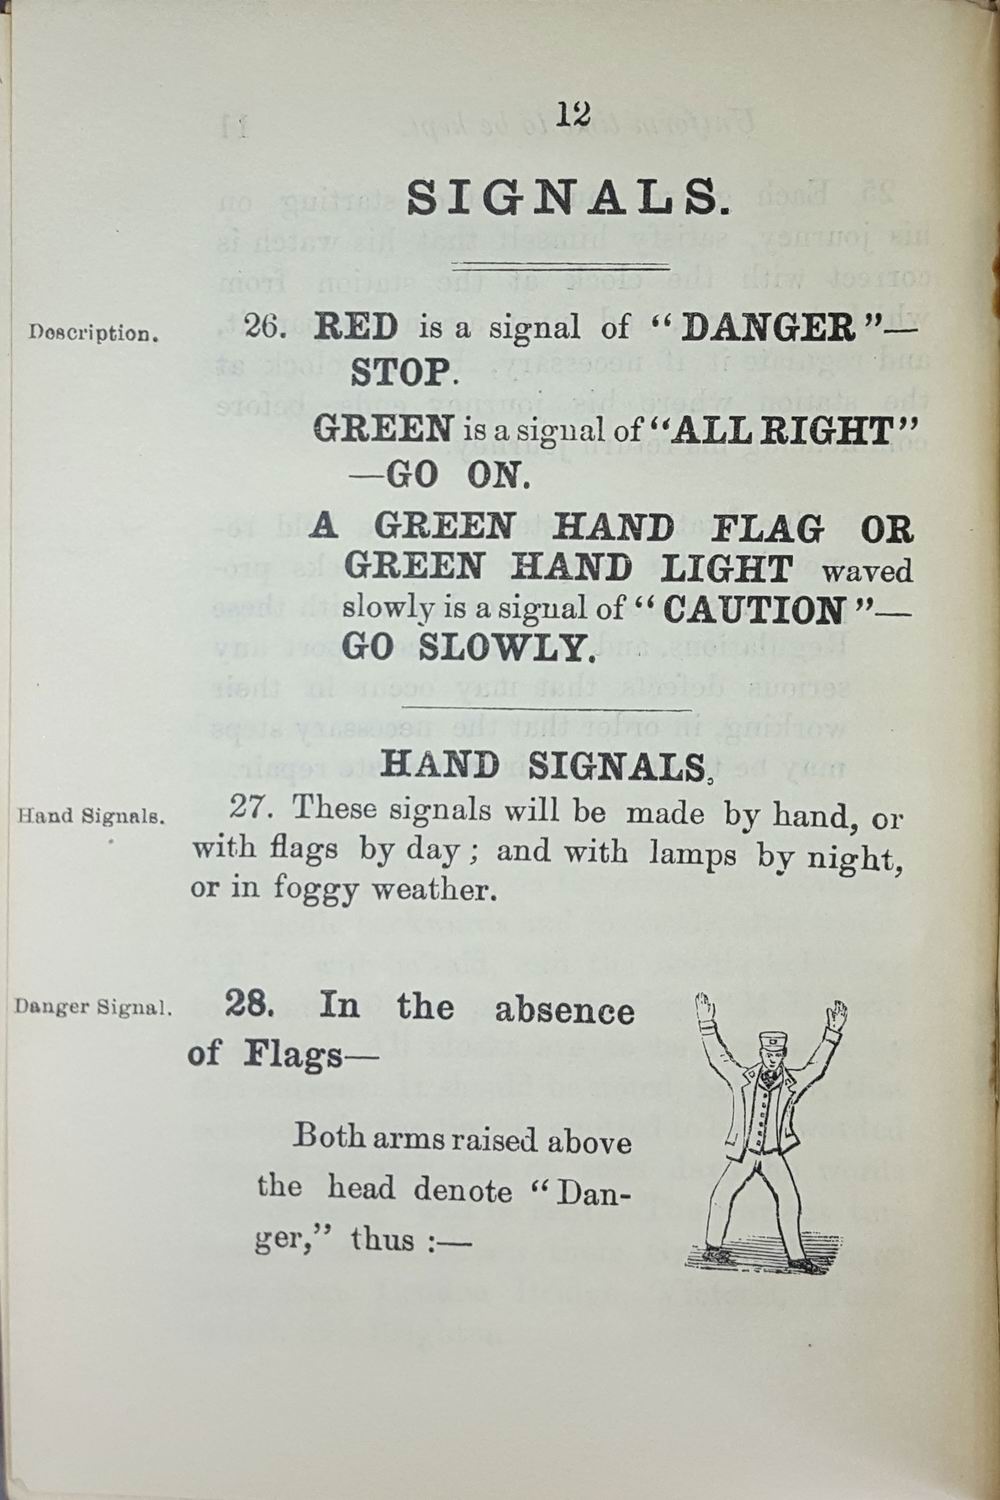 12
SIGNALS.
Description.
26. RED is a signal of “DANGER”—
STOP.
GREEN is a signal of “ALL RIGHT”
—GO ON.
A GREEN HAND FLAG OR
GREEN HAND LIGHT waved
slowly is a signal of “CAUTION”—
GO SLOWLY.
HAND SIGNALS,
Hand Signals.
27. These signals will be made by hand, or
with flags by day; and with lamps by night,
or in foggy weather.
Danger Signal.
28. In the absence
of Flags—
Both arms raised above
the head denote “Dan-
ger,” thus :—